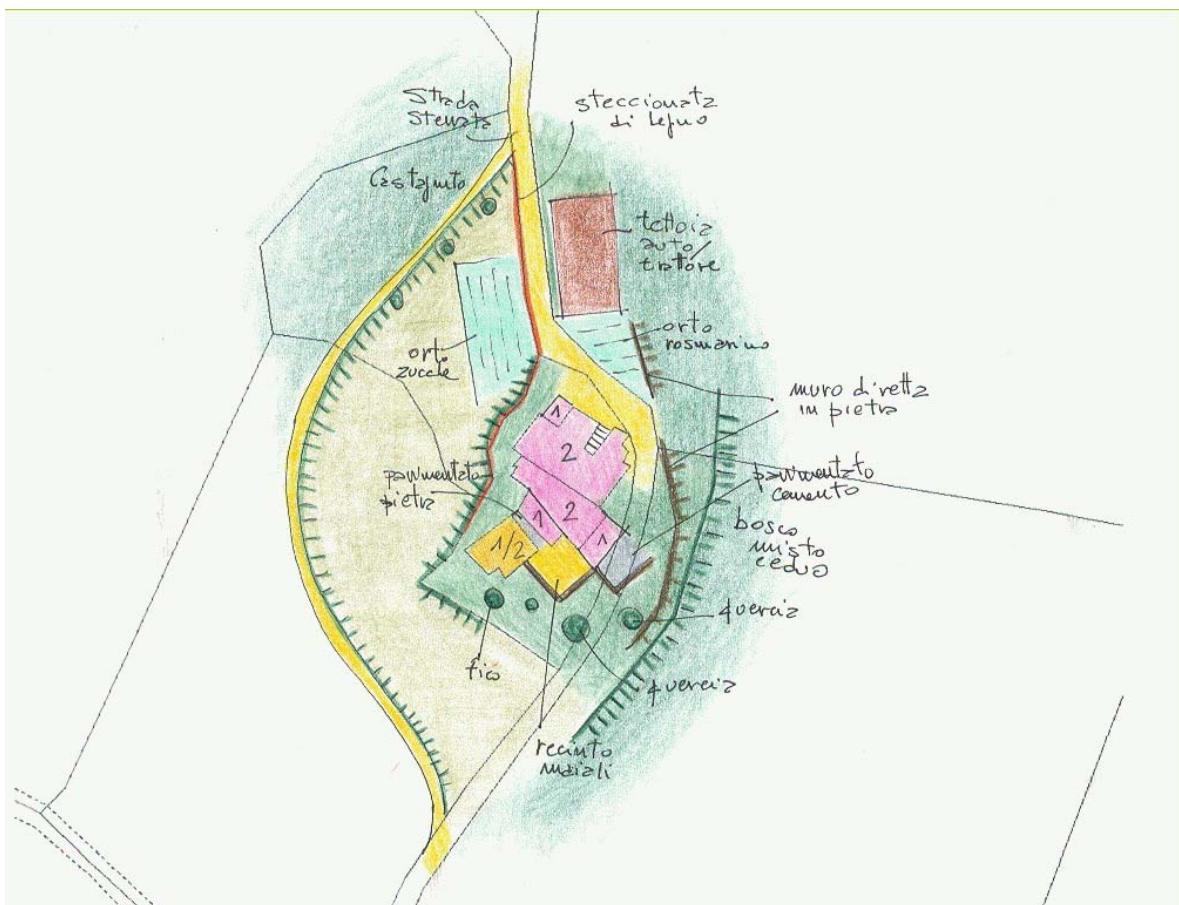 strada
sterrata
steccionata
di legno
Castagneto
tettoia
auto/
trattore
orto
rosmarino
orto
zucche
muro di retta
in pietra
1
2
pavimentato
pietra
pavimentato
cemento
1
2
1
1/2
bosco
misto
ceduo
quercia
fico
quercia
recinto
maiali